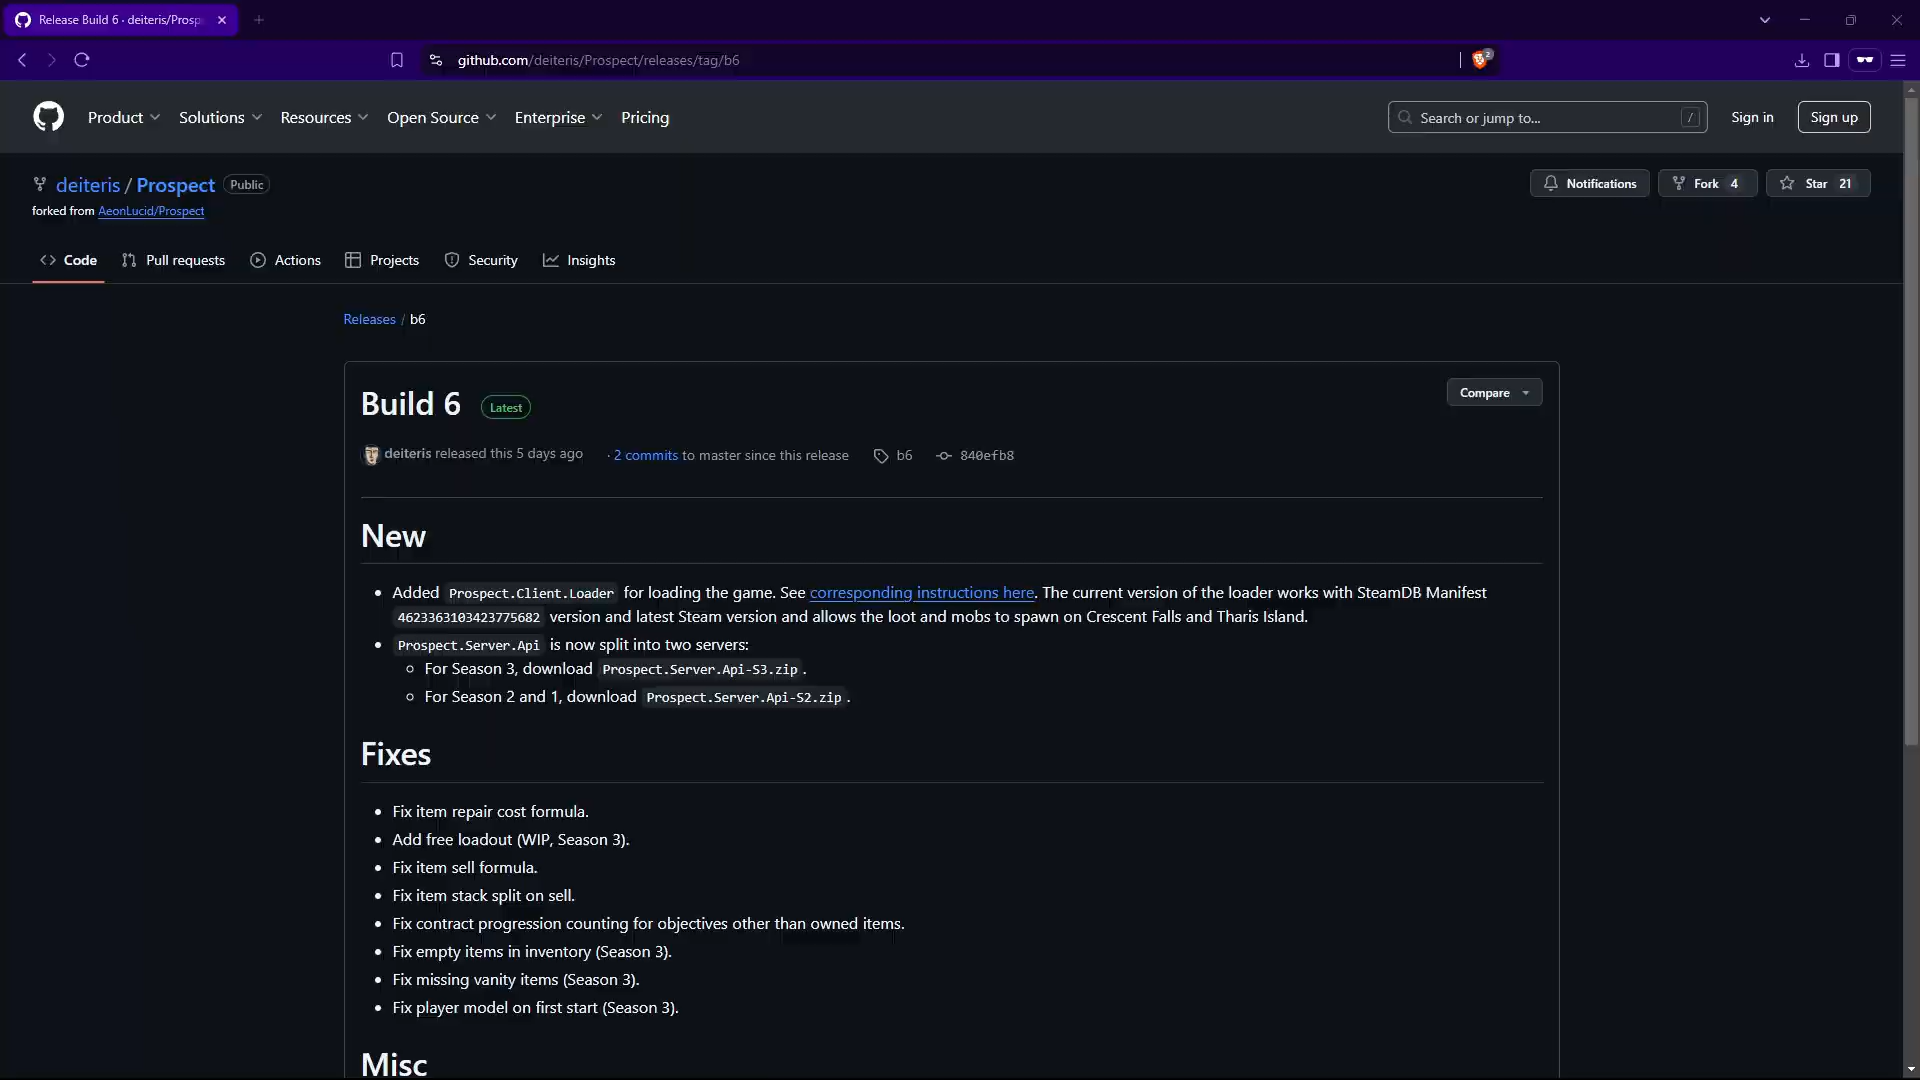 Release Build 6 · deiteris/Prosp
github.com/deiteris/Prospect/releases/tag/b6
2
Product Solutions Resources Open Source Enterprise Pricing
Search or jump to... /
Sign in
Sign up
deiteris / Prospect Public
Notifications
Fork 4
Star 21
forked from AeonLucid/Prospect
Code Pull requests Actions Projects Security Insights
Releases / b6
Build 6 Latest
Compare
deiteris released this 5 days ago · 2 commits to master since this release b6 840efb8
New
• Added Prospect.Client.Loader for loading the game. See corresponding instructions here. The current version of the loader works with SteamDB Manifest
4623363103423775682 version and latest Steam version and allows the loot and mobs to spawn on Crescent Falls and Tharis Island.
• Prospect.Server.Api is now split into two servers:
◦ For Season 3, download Prospect.Server.Api-S3.zip.
◦ For Season 2 and 1, download Prospect.Server.Api-S2.zip.
Fixes
• Fix item repair cost formula.
• Add free loadout (WIP, Season 3).
• Fix item sell formula.
• Fix item stack split on sell.
• Fix contract progression counting for objectives other than owned items.
• Fix empty items in inventory (Season 3).
• Fix missing vanity items (Season 3).
• Fix player model on first start (Season 3).
Misc